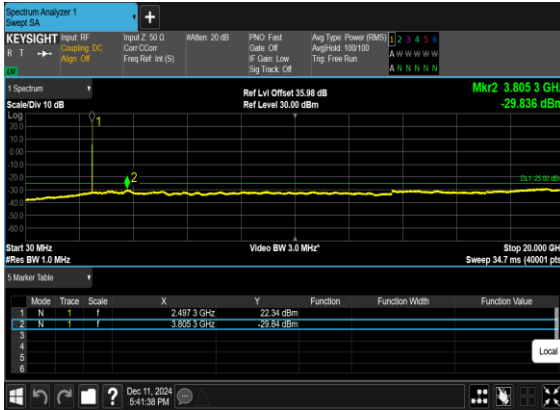 Spectrum Analyzer 1
Swept SA
+
KEYSIGHT Input: RF Input Z: 50 Ω #Atten: 20 dB PNO: Fast Avg Type: Power (RMS) 1 2 3 4 5 6
R T Coupling: DC Corr CCorr Gate: Off Avg|Hold: 100/100 A W W W W W
Align: Off Freq Ref: Int (S) IF Gain: Low Trig: Free Run
Sig Track: Off A N N N N N
1 Spectrum
Ref Lvl Offset 35.98 dB Mkr2 3.805 3 GHz
Scale/Div 10 dB Ref Level 30.00 dBm -29.836 dBm
Log
20.0
10.0
0.00
-10.0
-20.0
-30.0
-40.0
-50.0
-60.0
1
2
DL1 -25.00 dBm
Start 30 MHz Video BW 3.0 MHz* Stop 20.000 GHz
#Res BW 1.0 MHz Sweep 34.7 ms (40001 pts)
5 Marker Table
Mode Trace Scale X Y Function Function Width Function Value
1 N 1 f 2.497 3 GHz 22.34 dBm
2 N 1 f 3.805 3 GHz -29.84 dBm
3
4
5
6
Local
? Dec 11, 2024
5:41:38 PM